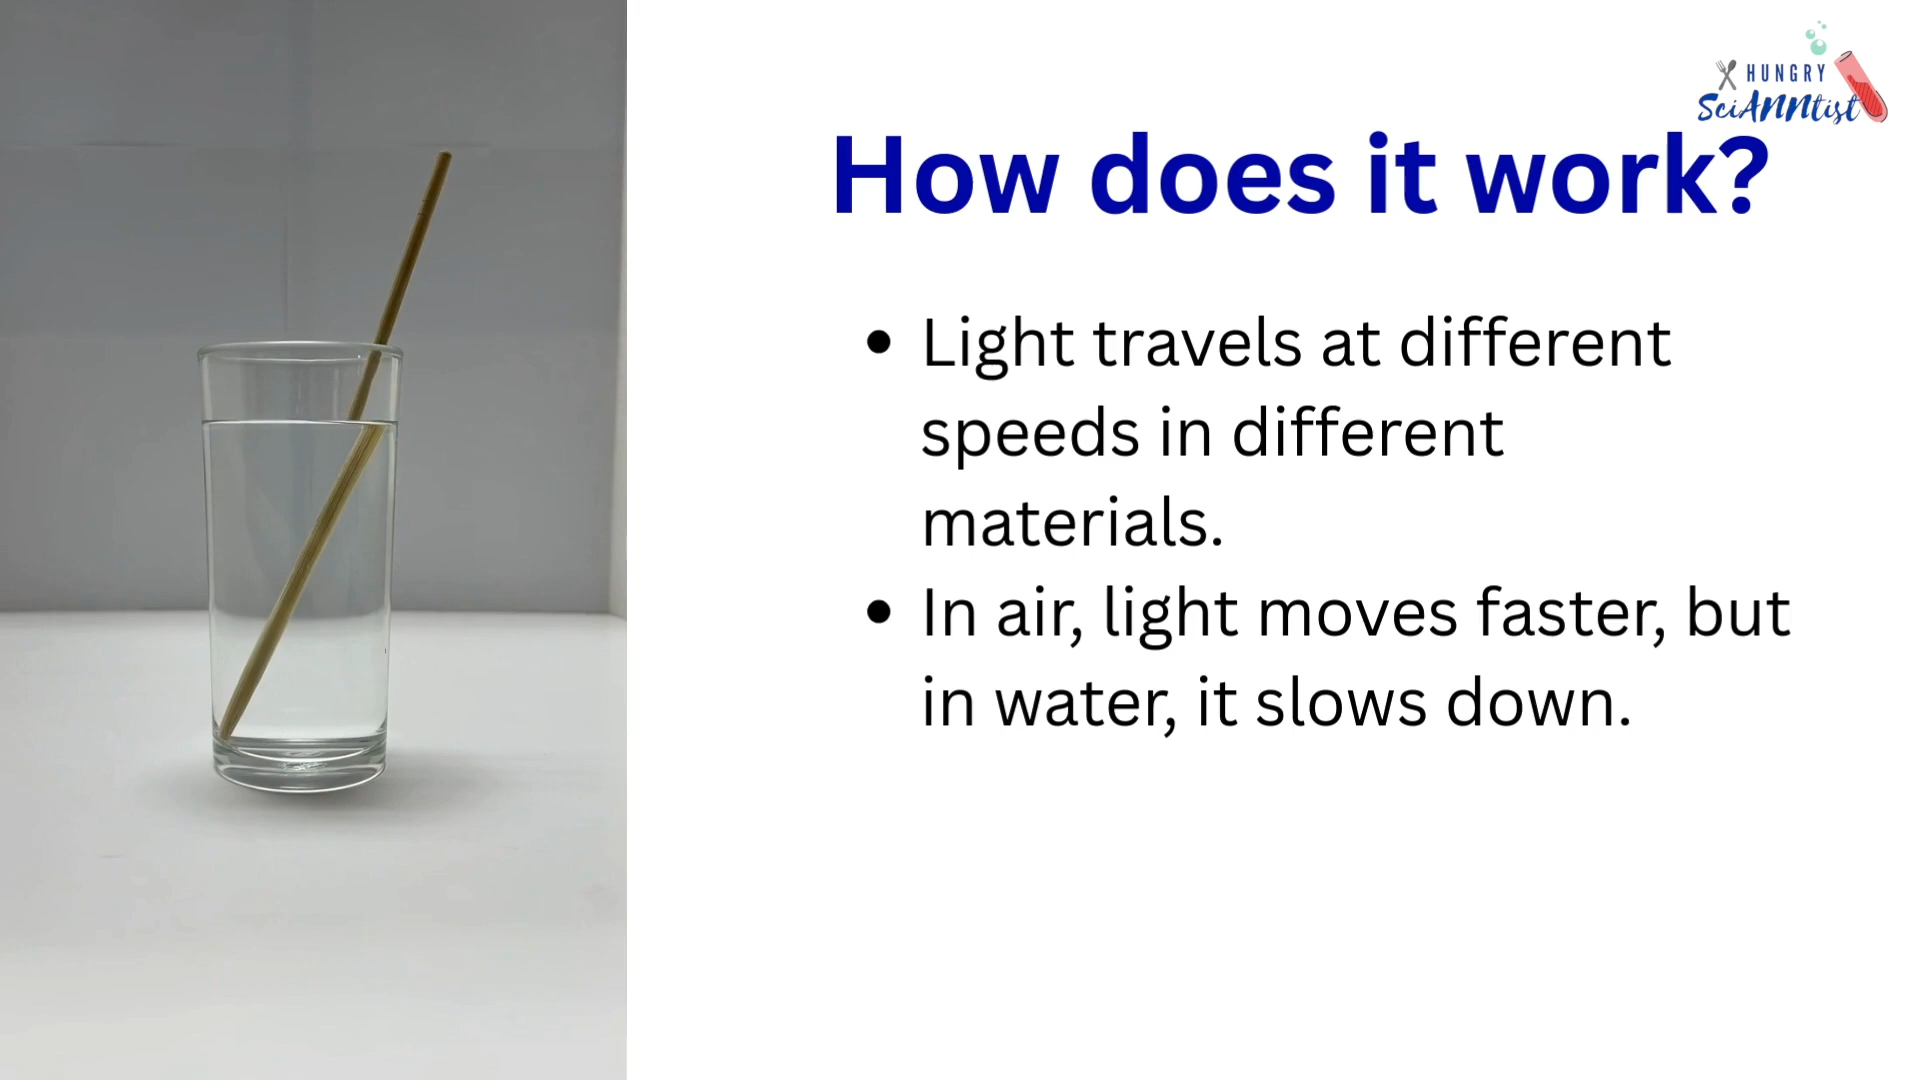 HUNGRY
SciANNtist
How does it work?
• Light travels at different
speeds in different
materials.
• In air, light moves faster, but
in water, it slows down.